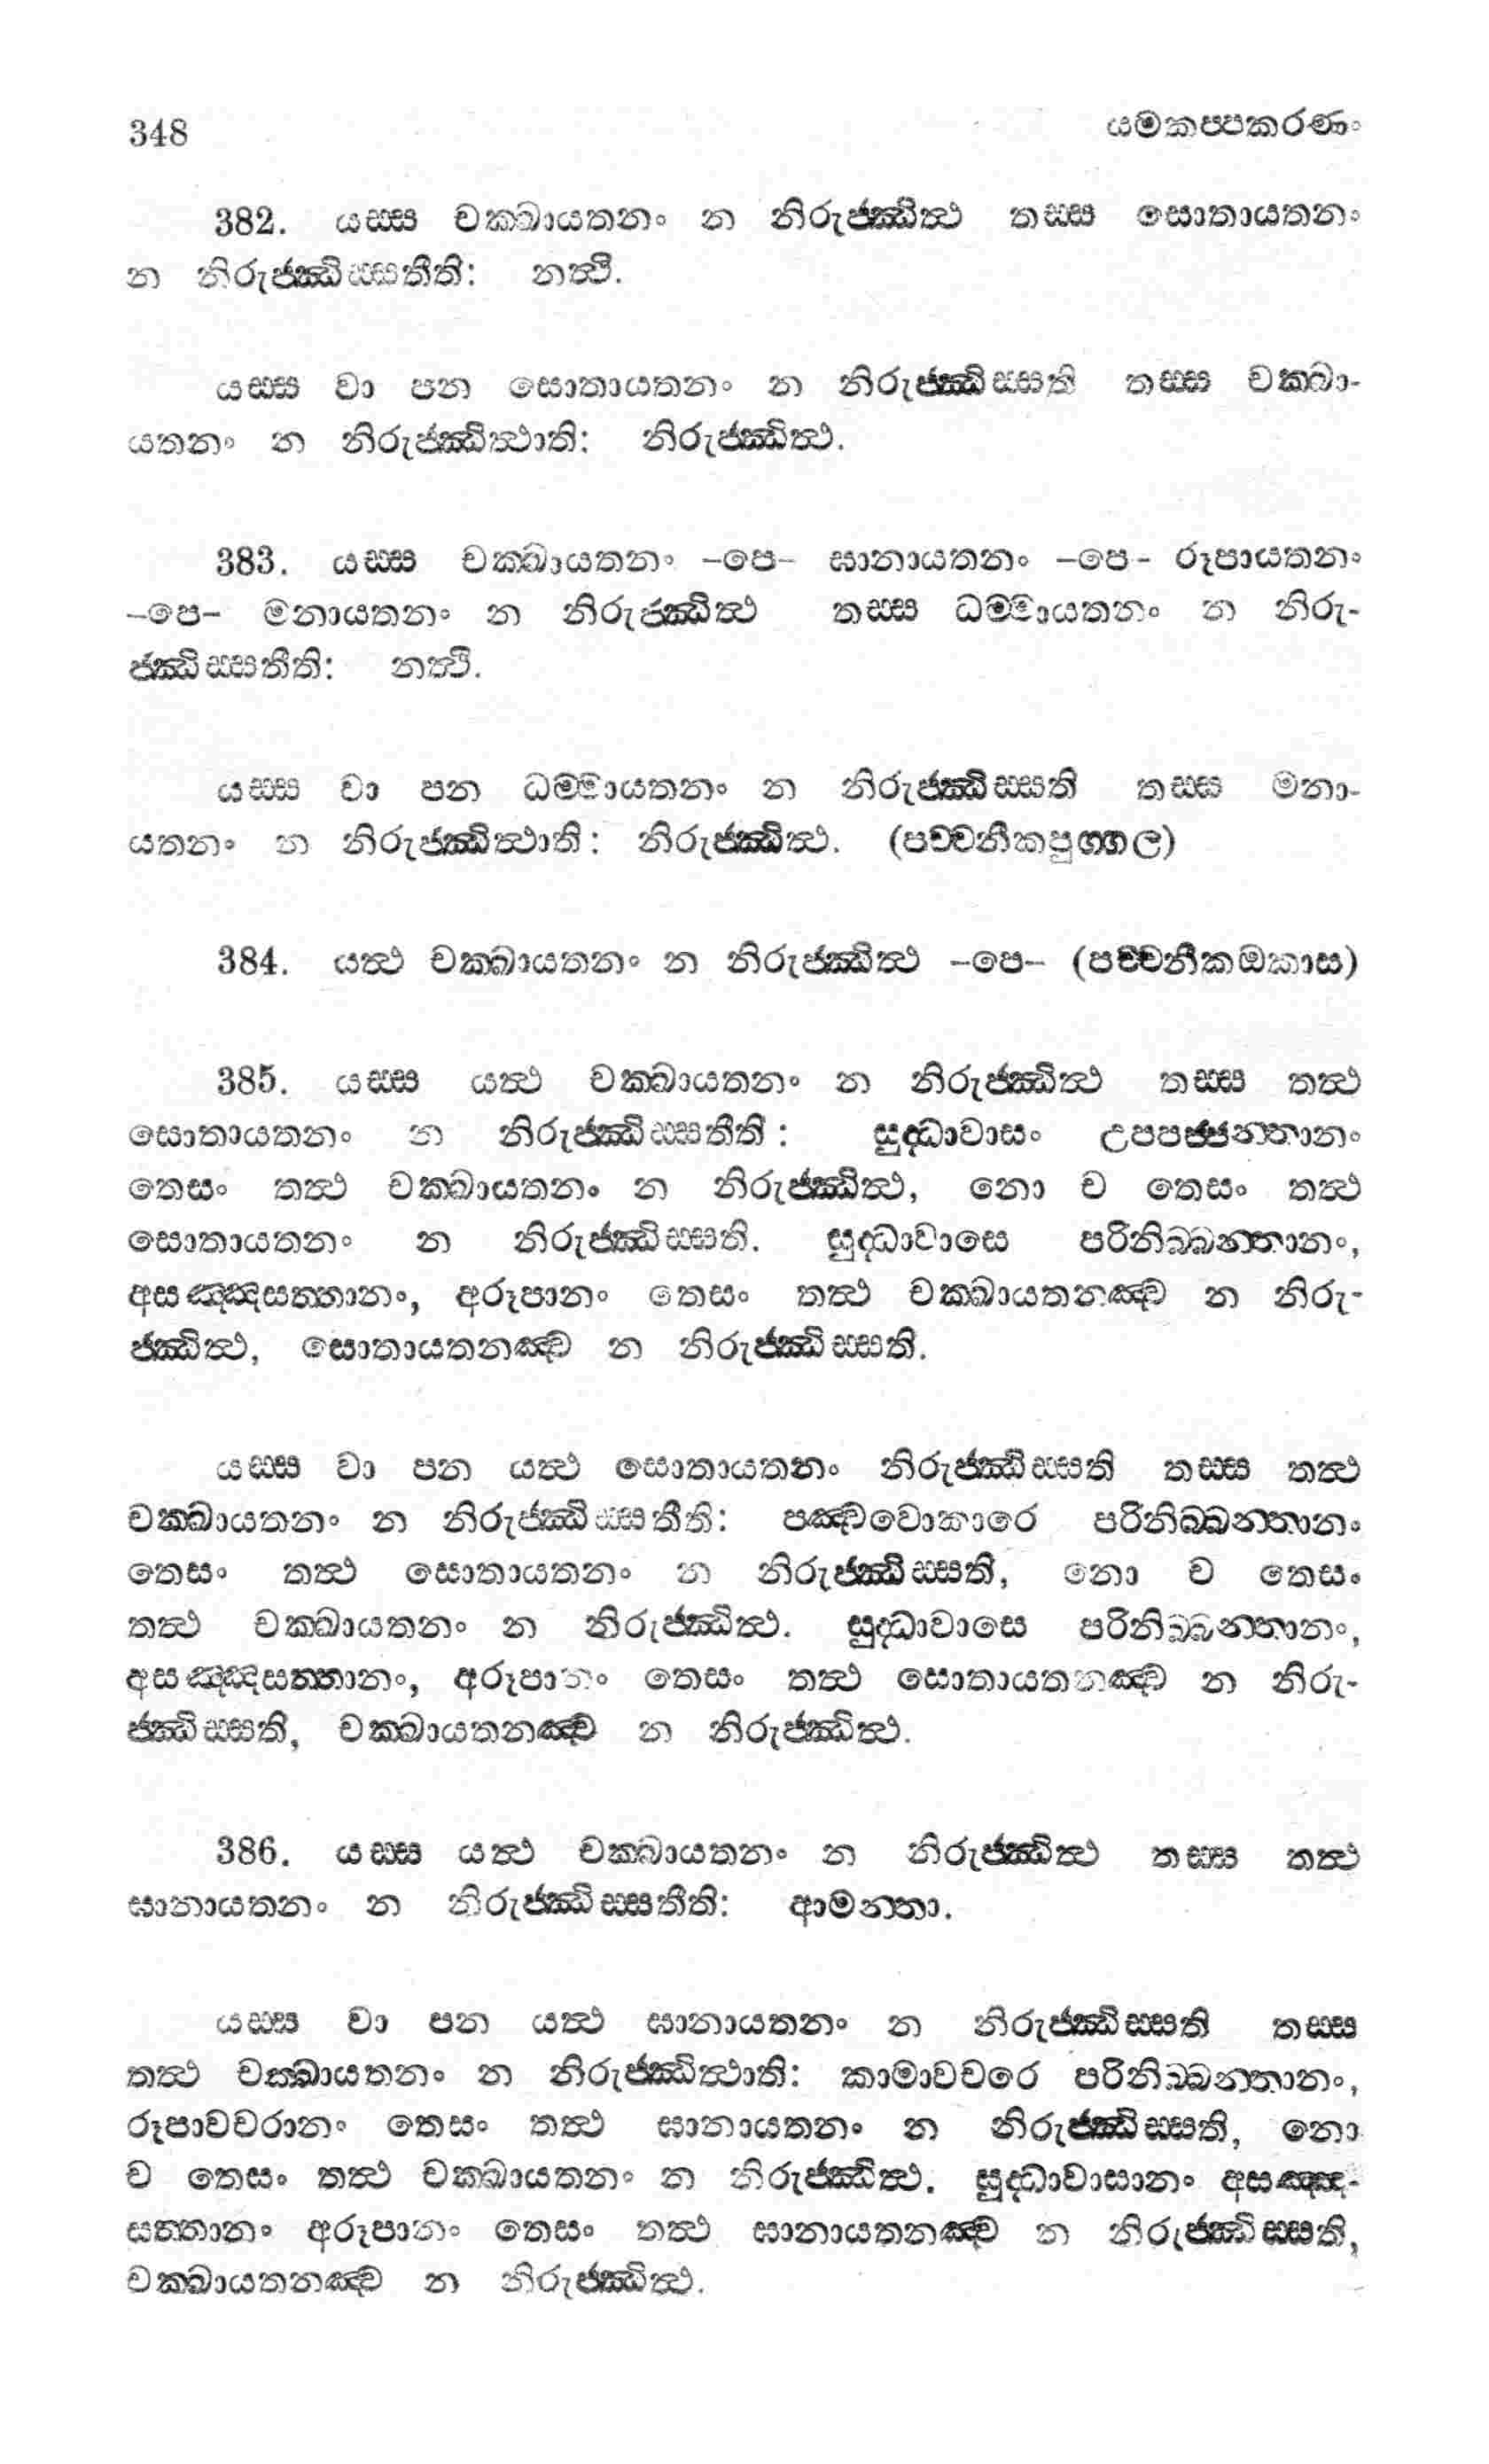 348 යමකප්පකරණං
382. යස්ස චක්ඛායතනං න නිරුජ්ඣිත්ථ තස්ස සොතායතනං
න නිරුජ්ඣිස්සතීති: නත්ථි.
යස්ස වා පන සොතායතනං න නිරුජ්ඣිස්සති තස්ස චක්ඛා-
යතනං න නිරුජ්ඣිත්ථාති: නිරුජ්ඣිත්ථ.
383. යස්ස චක්ඛායතනං -පෙ- ඝානායතනං -පෙ- රූපායතනං
-පෙ- මනායතනං න නිරුජ්ඣිත්ථ තස්ස ධම්මායතනං න නිරු-
ජ්ඣිස්සතීති: නත්ථි.
යස්ස වා පන ධම්මායතනං න නිරුජ්ඣිස්සති තස්ස මනා-
යතනං න නිරුජ්ඣිත්ථාති: නිරුජ්ඣිත්ථ. (පච්චනීකපුග්ගල)
384. යත්ථ චක්ඛායතනං න නිරුජ්ඣිත්ථ -පෙ- (පච්චනීකඔකාස)
385. යස්ස යත්ථ චක්ඛායතනං න නිරුජ්ඣිත්ථ තස්ස තත්ථ
සොතායතනං න නිරුජ්ඣිස්සතීති: සුද්ධාවාසං උපපජ්ජන්තානං
තෙසං තත්ථ චක්ඛායතනං න නිරුජ්ඣිත්ථ, නො ච තෙසං තත්ථ
සොතායතනං න නිරුජ්ඣිස්සති. සුද්ධාවාසෙ පරිනිබ්බන්තානං,
අසඤ්ඤසත්තානං, අරූපානං තෙසං තත්ථ චක්ඛායතනඤ්ච න නිරු-
ජ්ඣිත්ථ, සොතායතනඤ්ච න නිරුජ්ඣිස්සති.
යස්ස වා පන යත්ථ සොතායතනං නිරුජ්ඣිස්සති තස්ස තත්ථ
චක්ඛායතනං න නිරුජ්ඣිස්සතීති: පඤ්චවොකාරෙ පරිනිබ්බන්තානං
තෙසං තත්ථ සොතායතනං න නිරුජ්ඣිස්සති, නො ච තෙසං
තත්ථ චක්ඛායතනං න නිරුජ්ඣිත්ථ. සුද්ධාවාසෙ පරිනිබ්බන්තානං,
අසඤ්ඤසත්තානං, අරූපානං තෙසං තත්ථ සොතායතනඤ්ච න නිරු-
ජ්ඣිස්සති, චක්ඛායතනඤ්ච න නිරුජ්ඣිත්ථ.
386. යස්ස යත්ථ චක්ඛායතනං න නිරුජ්ඣිත්ථ තස්ස තත්ථ
ඝානායතනං න නිරුජ්ඣිස්සතීති: ආමන්තා.
යස්ස වා පන යත්ථ ඝානායතනං න නිරුජ්ඣිස්සති තස්ස
තත්ථ චක්ඛායතනං න නිරුජ්ඣිත්ථාති: කාමාවචරෙ පරිනිබ්බන්තානං,
රූපාවචරානං තෙසං තත්ථ ඝානායතනං න නිරුජ්ඣිස්සති, නො
ච තෙසං තත්ථ චක්ඛායතනං න නිරුජ්ඣිත්ථ. සුද්ධාවාසානං අසඤ්ඤ-
සත්තානං අරූපානං තෙසං තත්ථ ඝානායතනඤ්ච න නිරුජ්ඣිස්සති,
චක්ඛායතනඤ්ච න නිරුජ්ඣිත්ථ.